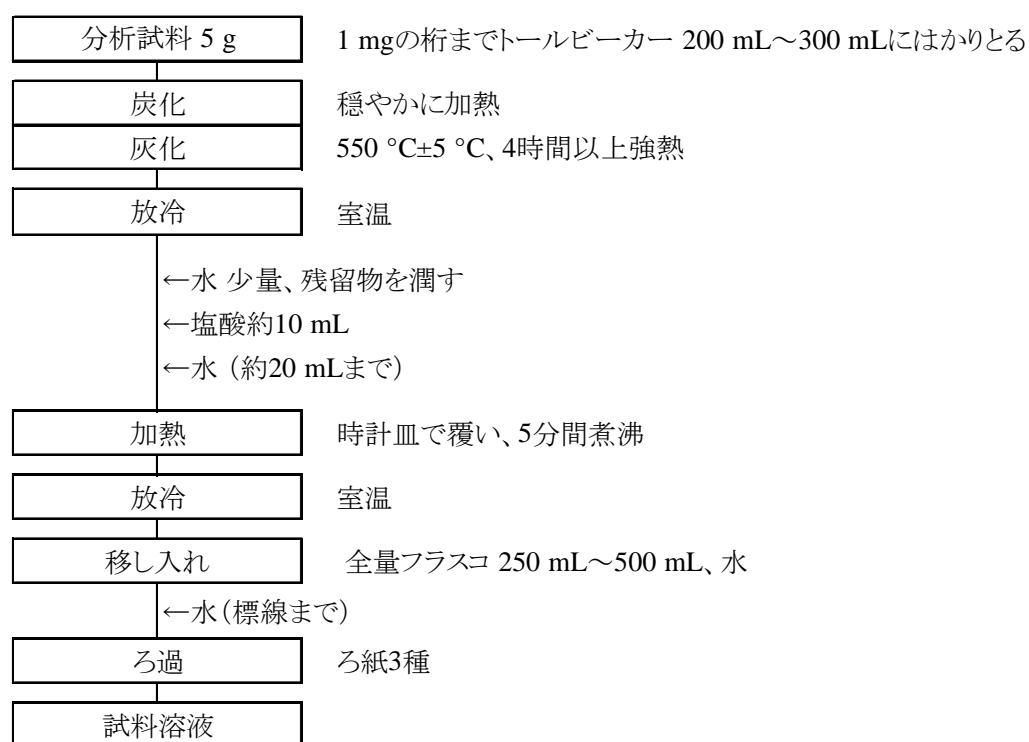 分析試料 5 g 1 mgの桁までトールビーカー 200 mL~300 mLにはかりとる
炭化 穏やかに加熱
灰化 550 °C±5 °C、4時間以上強熱
放冷 室温
←水 少量、残留物を潤す
←塩酸約10 mL
←水 (約20 mLまで)
加熱 時計皿で覆い、5分間煮沸
放冷 室温
移し入れ 全量フラスコ 250 mL~500 mL、水
←水(標線まで)
ろ過 ろ紙3種
試料溶液